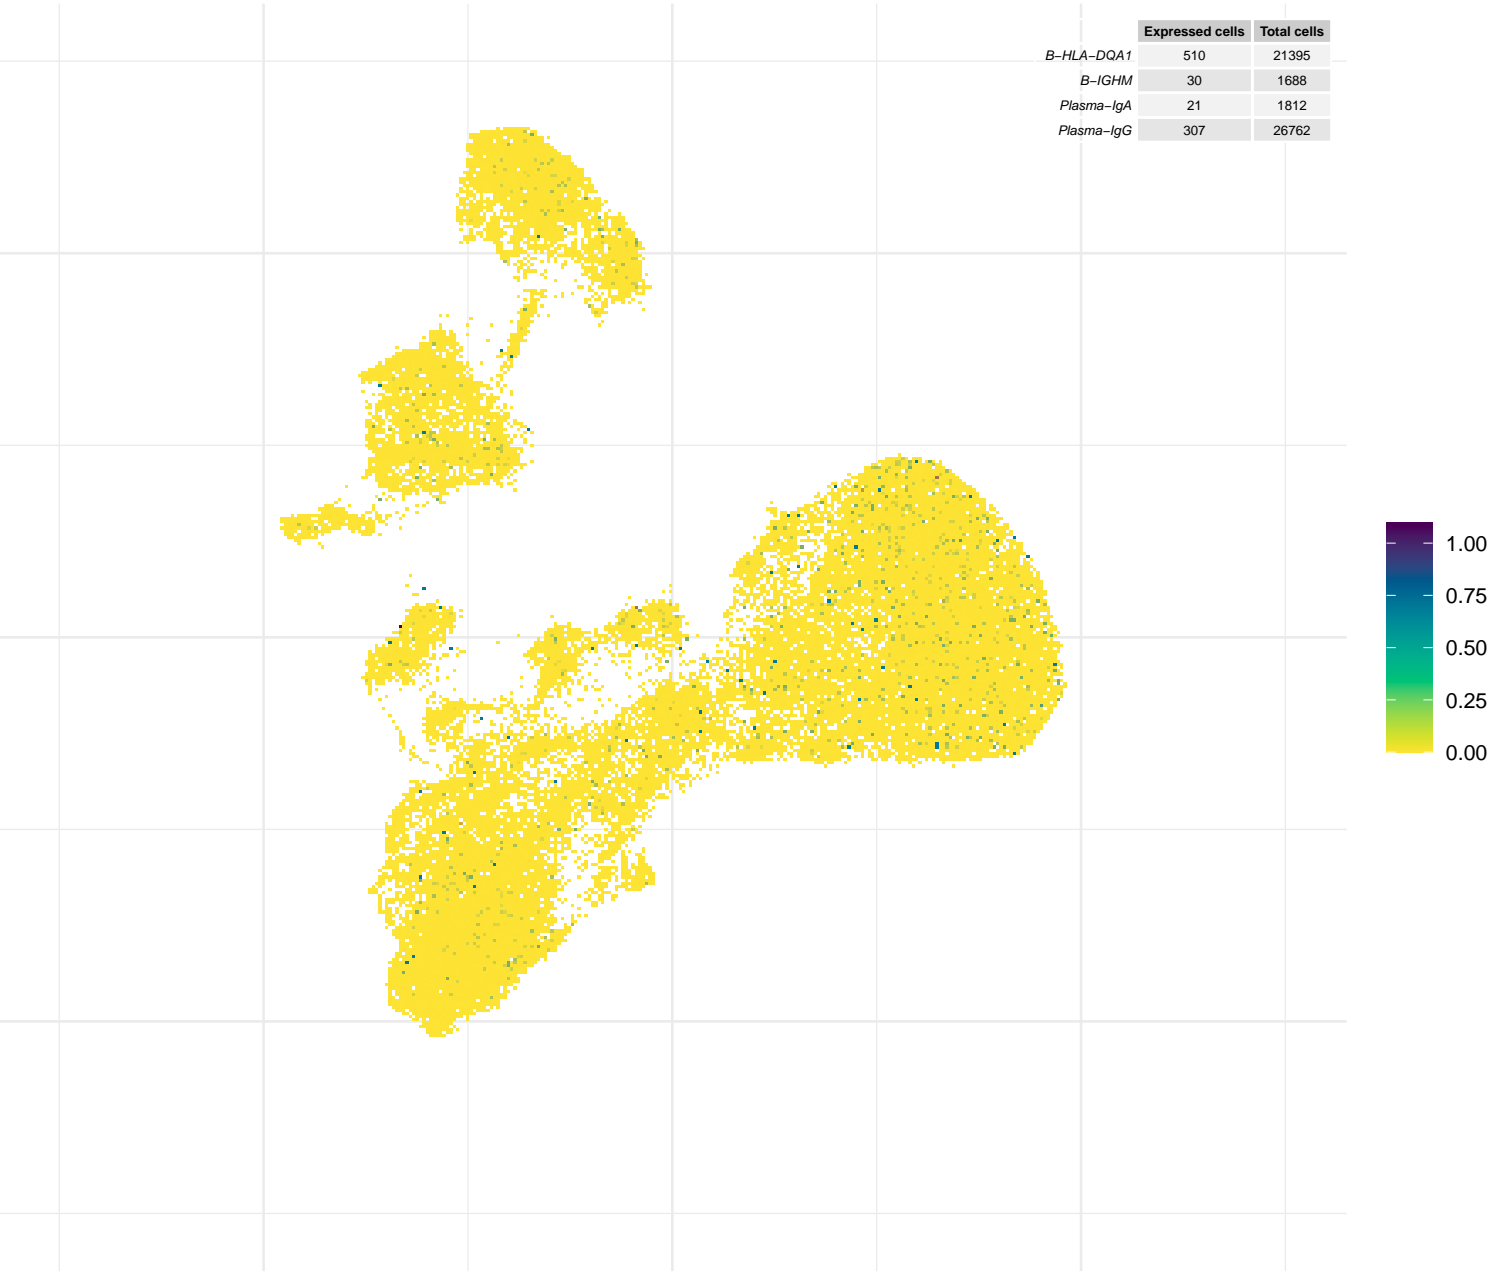 Expressed cells Total cells
B−HLA−DQA1 510 21395
B−IGHM 30 1688
Plasma−IgA 21 1812
Plasma−IgG 307 26762
1.00
0.75
0.50
0.25
0.00